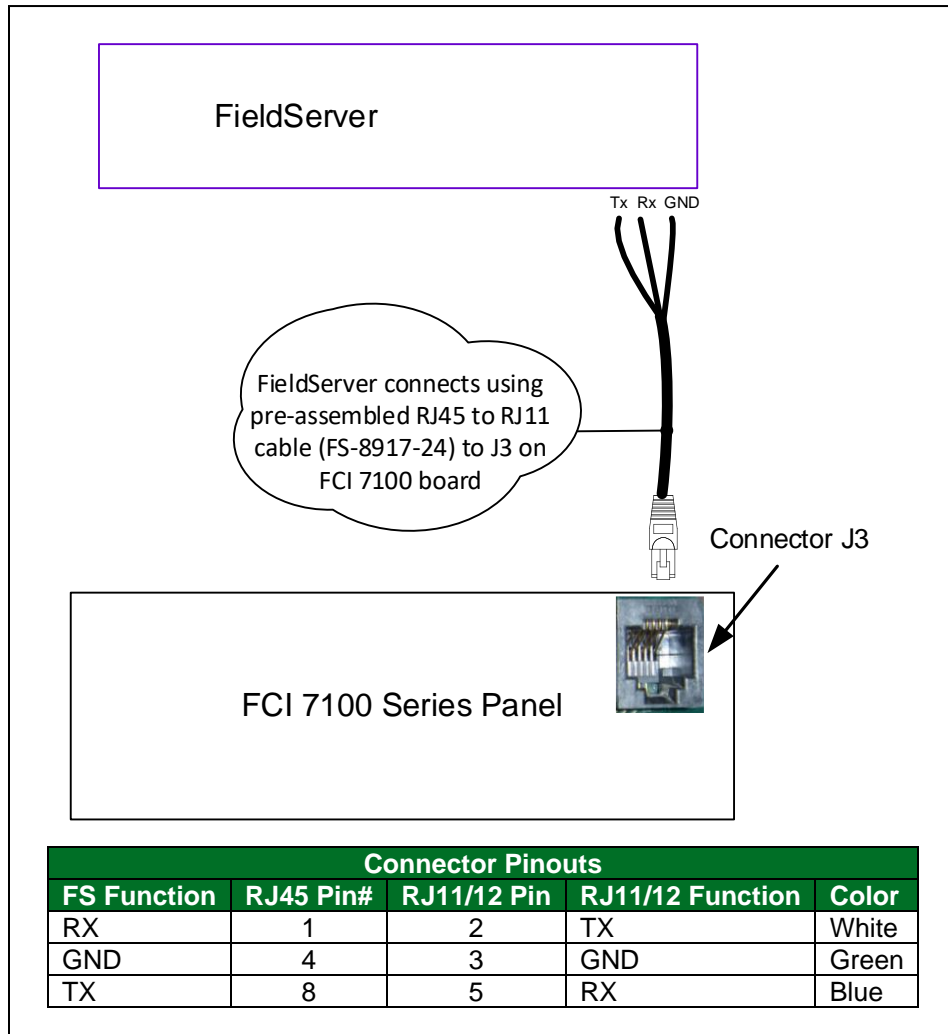 FieldServer
Tx Rx GND
FieldServer connects using
pre-assembled RJ45 to RJ11
cable (FS-8917-24) to J3 on
FCI 7100 board
Connector J3
FCI 7100 Series Panel
Connector Pinouts
FS Function RJ45 Pin# RJ11/12 Pin RJ11/12 Function Color
RX 1 2 TX White
GND 4 3 GND Green
TX 8 5 RX Blue